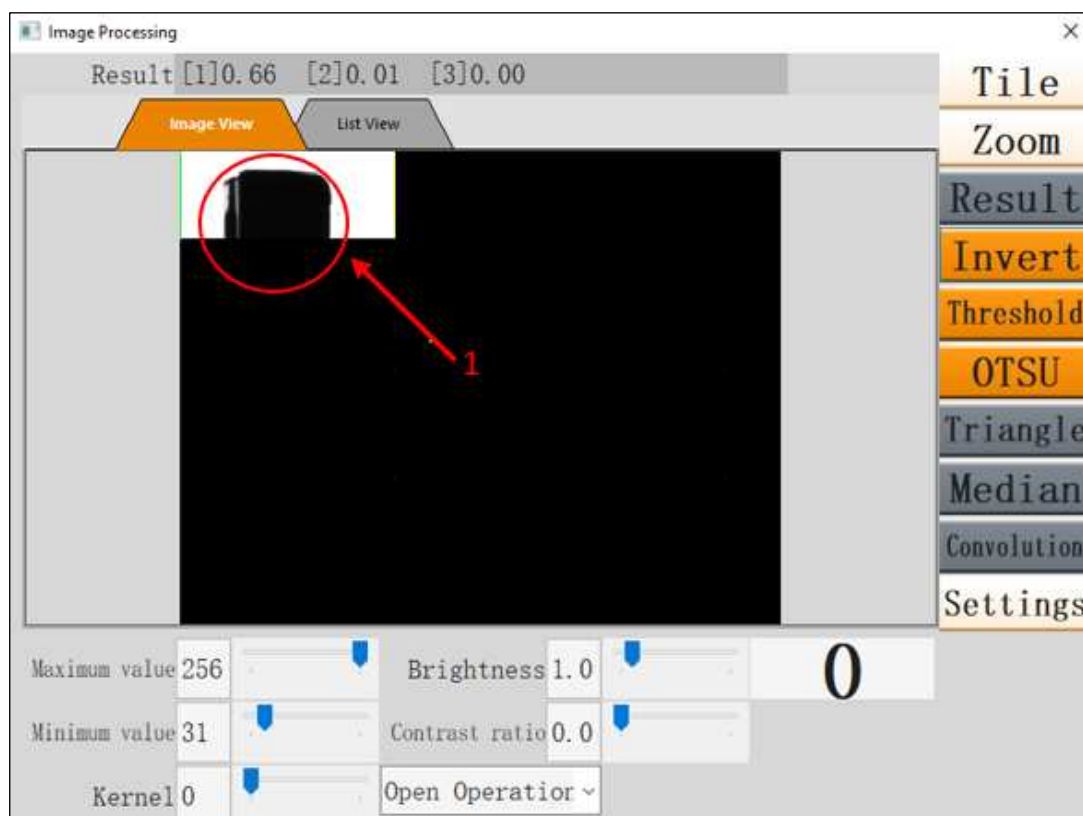 Image Processing
Result [1]0.66 [2]0.01 [3]0.00
Image View
List View
1
Tile
Zoom
Result
Invert
Threshold
OTSU
Triangle
Median
Convolution
Settings
Maximum value 256
Brightness 1.0
0
Minimum value 31
Contrast ratio 0.0
Kernel 0
Open Operation